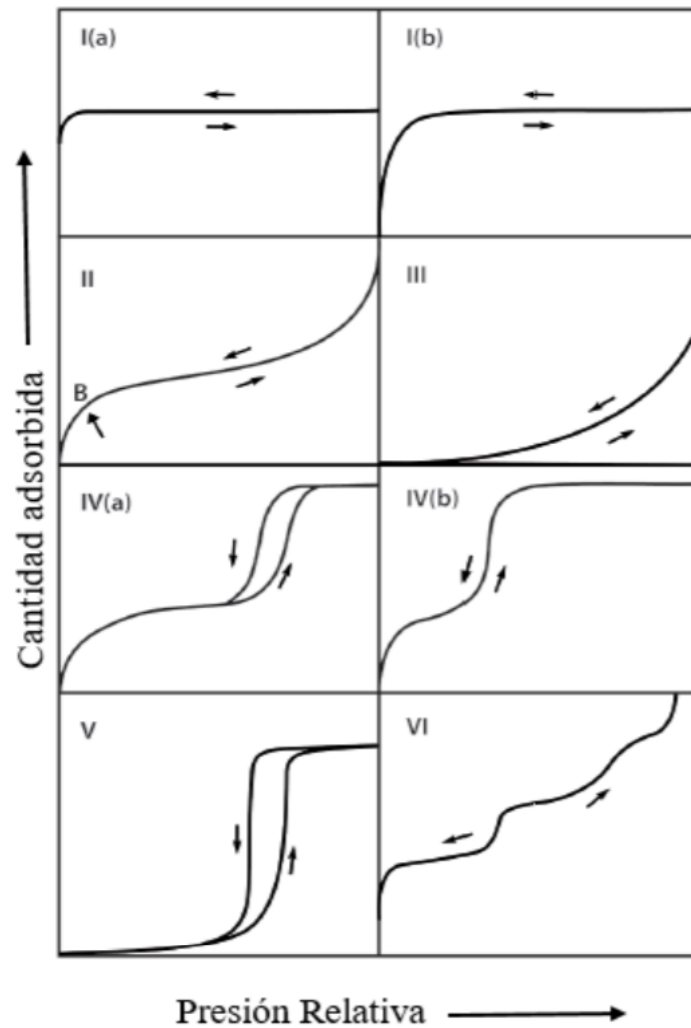 I(a)
I(b)
II
III
B
IV(a)
IV(b)
V
VI
Cantidad adsorbida
Presión Relativa